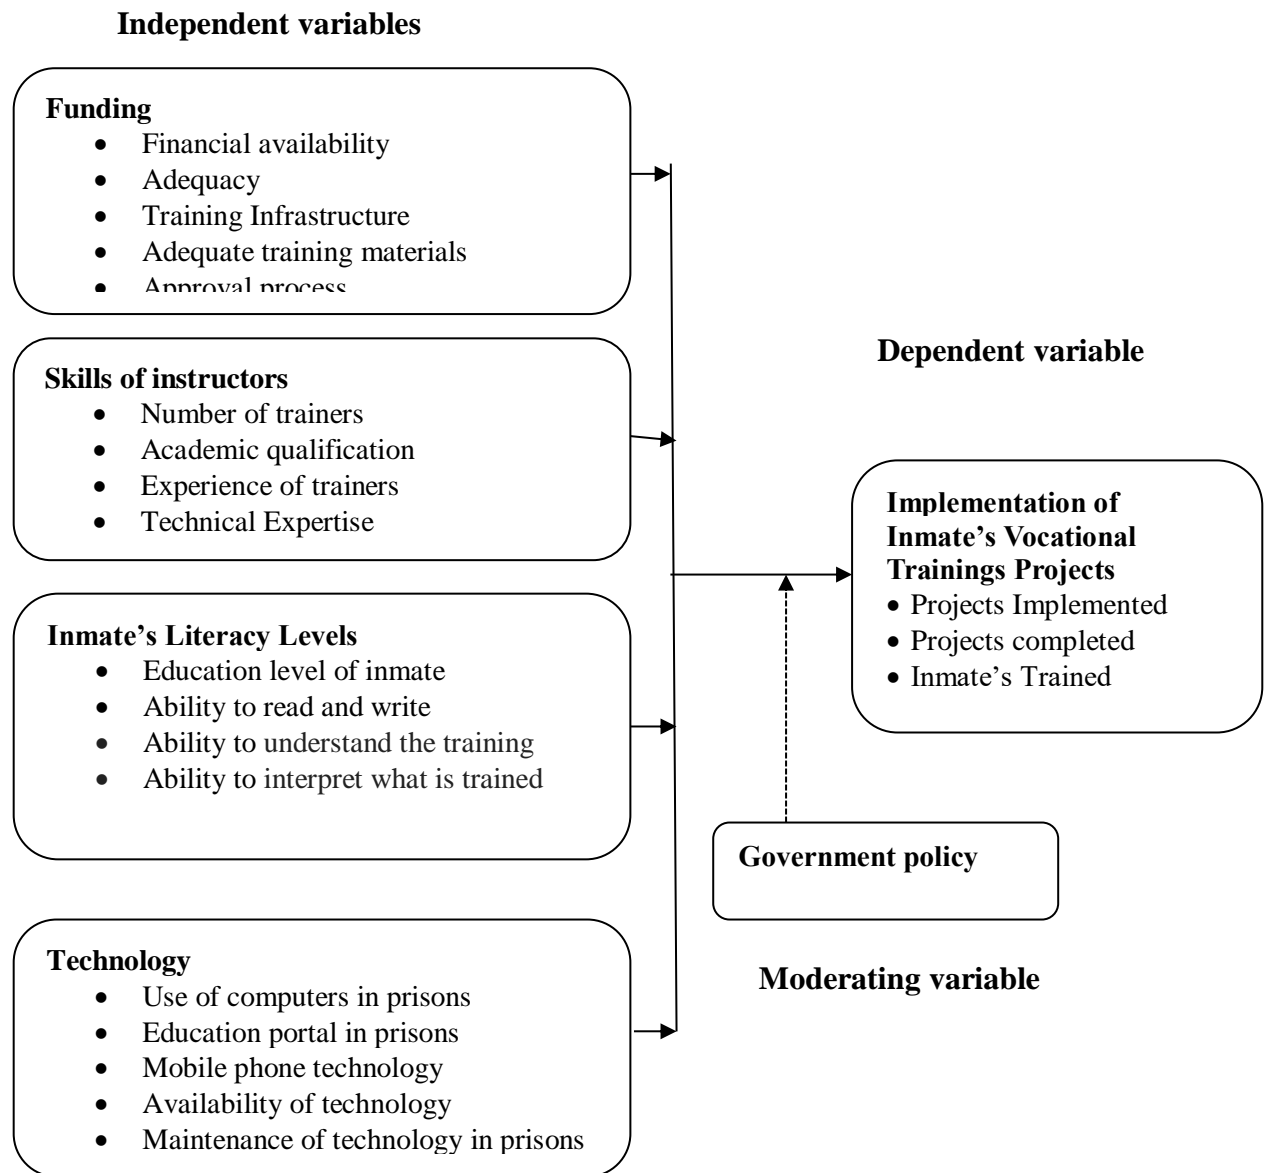 Independent variables
Funding
• Financial availability
• Adequacy
• Training Infrastructure
• Adequate training materials
• Approval process
Skills of instructors
• Number of trainers
• Academic qualification
• Experience of trainers
• Technical Expertise
Inmate’s Literacy Levels
• Education level of inmate
• Ability to read and write
• Ability to understand the training
• Ability to interpret what is trained
Technology
• Use of computers in prisons
• Education portal in prisons
• Mobile phone technology
• Availability of technology
• Maintenance of technology in prisons
Dependent variable
Implementation of
Inmate’s Vocational
Trainings Projects
• Projects Implemented
• Projects completed
• Inmate’s Trained
Government policy
Moderating variable